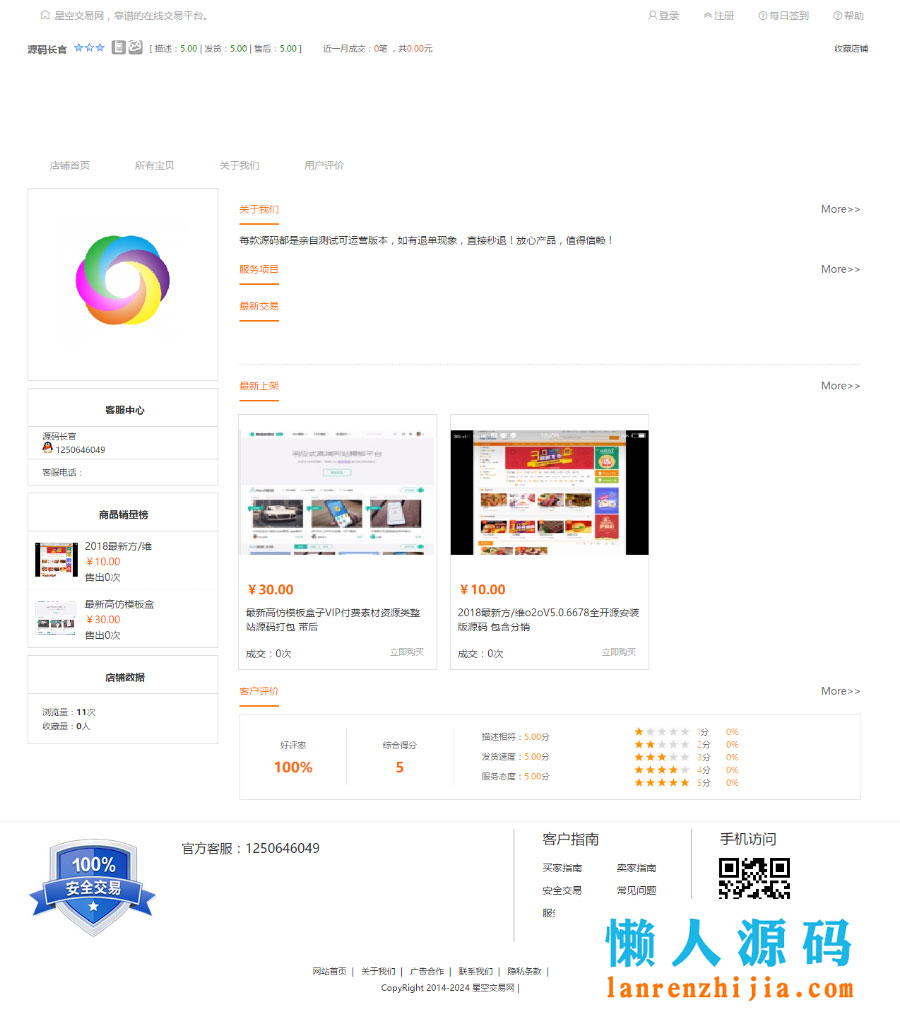 星空交易网，靠谱的在线交易平台。 登录 注册 每日签到 帮助
源码长官 [ 描述：5.00 | 发货：5.00 | 售后：5.00 ] 近一月成交：0笔 ，共0.00元 收藏店铺
店铺首页 所有宝贝 关于我们 用户评价
关于我们 More>>
每款源码都是亲自测试可运营版本，如有退单现象，直接秒退！放心产品，值得信赖！
服务项目 More>>
最新交易
客服中心
源码长官
1250646049
客服电话：
商品销量榜
2018最新方/维
￥10.00
售出0次
最新高仿模板盒
￥30.00
售出0次
店铺数据
浏览量：11次
收藏量：0人
最新上架 More>>
响应式高端网站模板平台
￥30.00
最新高仿模板盒子VIP付费素材资源类整
站源码打包 带后
成交：0次 立即购买
￥10.00
2018最新方/维o2oV5.0.6678全开源安装
版源码 包含分销
成交：0次 立即购买
客户评价 More>>
好评率
100%
综合得分
5
描述相符：5.00分
发货速度：5.00分
服务态度：5.00分
1分 0%
2分 0%
3分 0%
4分 0%
5分 0%
100%
安全交易
官方客服：1250646049
客户指南
买家指南 卖家指南
安全交易 常见问题
手机访问
懒人源码
lanrenzhijia.com
网站首页 | 关于我们 | 广告合作 | 联系我们 | 隐私条款 |
CopyRight 2014-2024 星空交易网 |